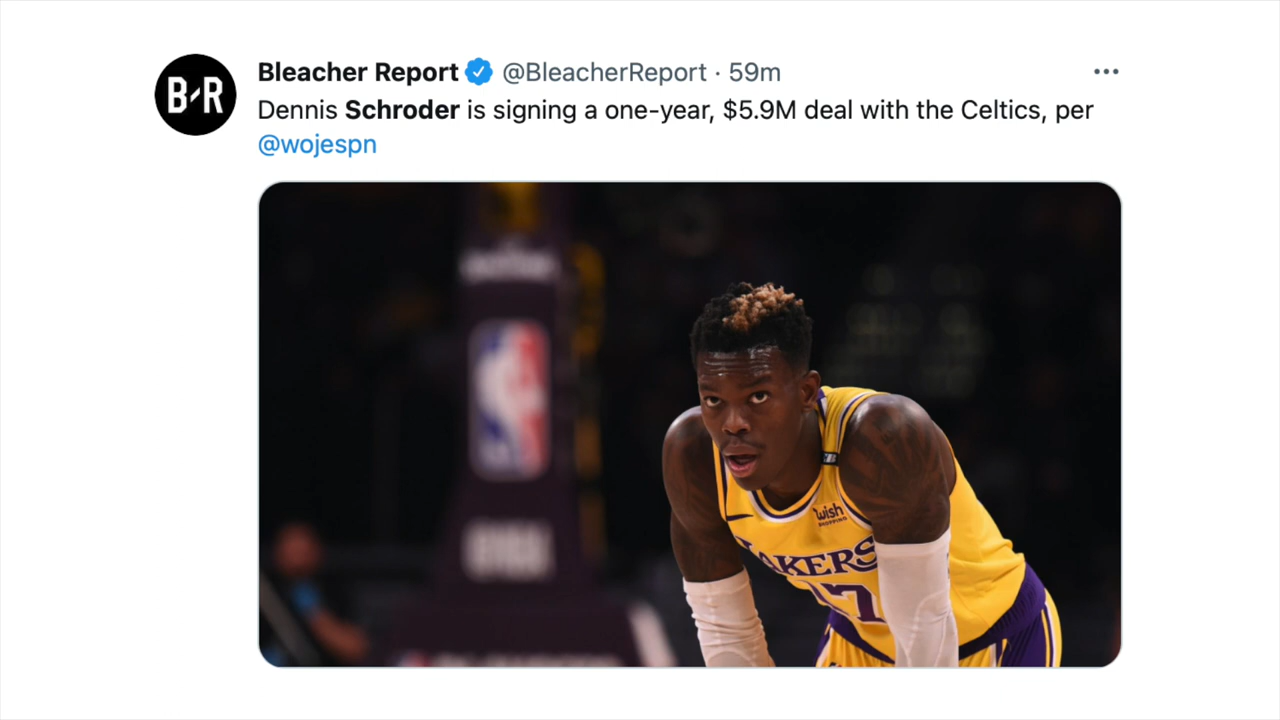 B/R
Bleacher Report @BleacherReport · 59m
Dennis Schroder is signing a one-year, $5.9M deal with the Celtics, per
@wojespn
wish
SHOPPING
LAKERS
17